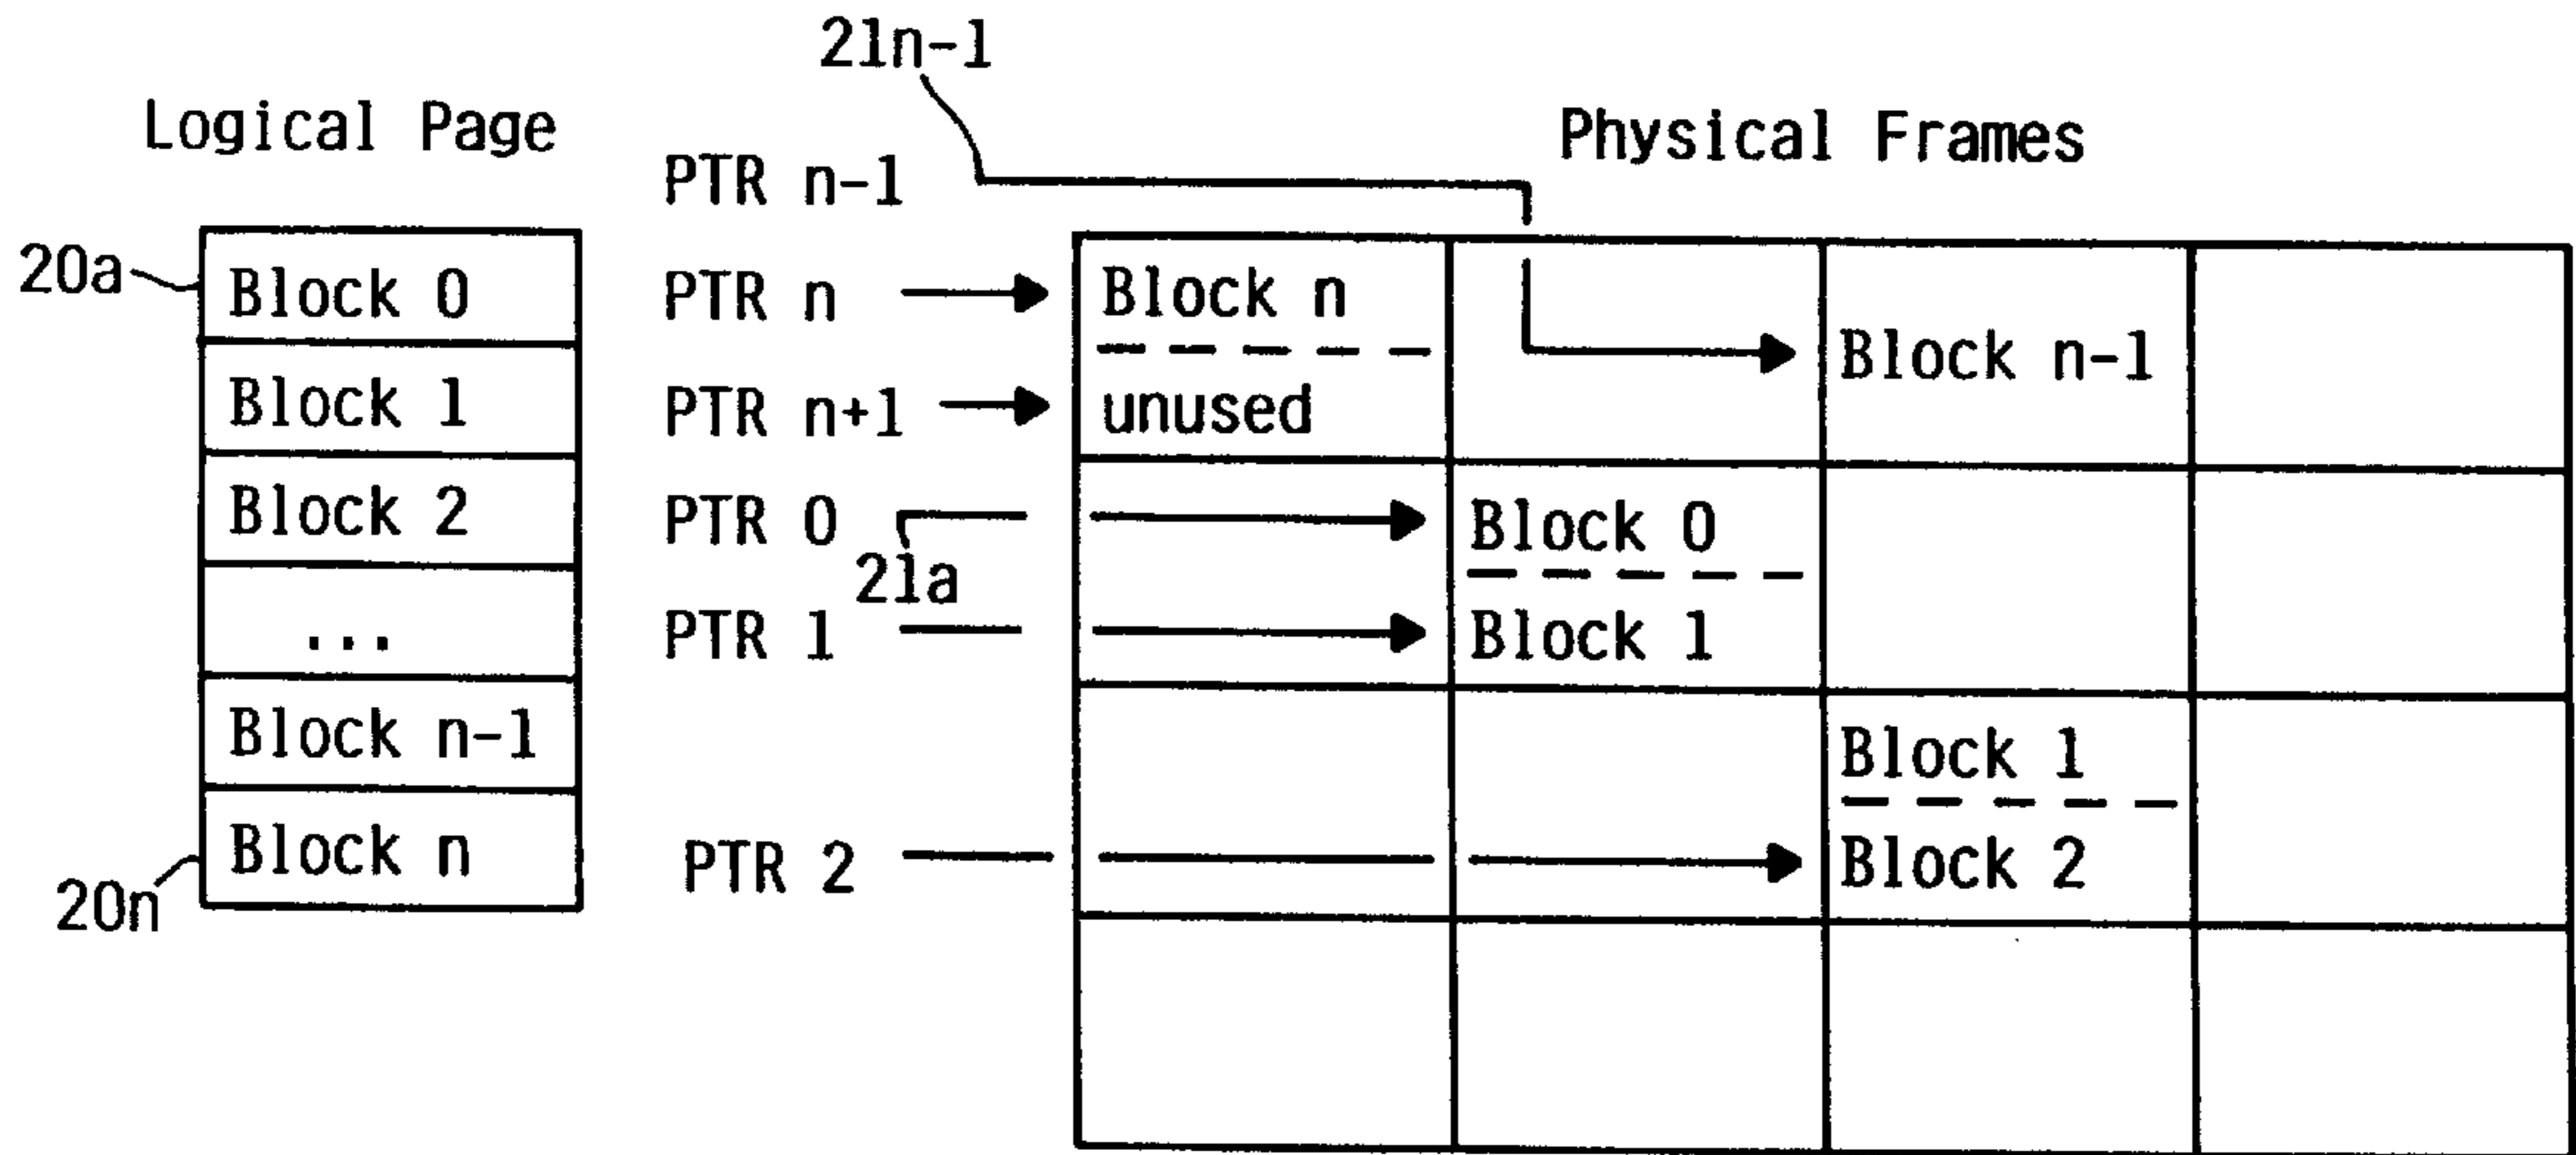 21n-1
Logical Page
Physical Frames
PTR n-1
20a
Block 0
Block 1
Block 2
...
Block n-1
Block n
20n
PTR n
Block n
Block n-1
PTR n+1
unused
PTR 0
21a
Block 0
PTR 1
Block 1
Block 1
PTR 2
Block 2